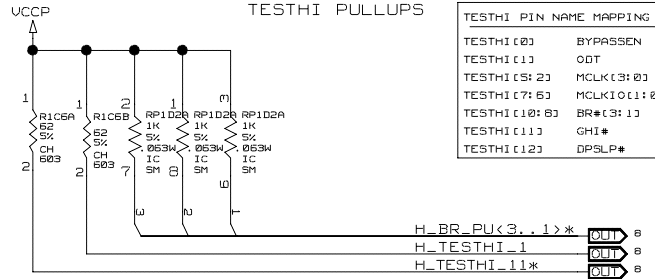 VCCP
TESTHI PULLUPS
TESTHI PIN NAME MAPPING
TESTHI[0] BYPASSEN
TESTHI[1] ODT
TESTHI[5:2] MCLK[3:0]
TESTHI[7:6] MCLKIO[1:0
TESTHI[10:8] BR#[3:1]
TESTHI[11] GHI#
TESTHI[12] DPSLP#
1 1 2 1 3
R1C6A
62
5%
CH
603
R1C6B
62
5%
CH
603
RP1D2A
1K
5%
.063W
IC
SM
RP1D2A
1K
5%
.063W
IC
SM
RP1D2A
1K
5%
.063W
IC
SM
2 2 7 8 6
3 2 1
H_BR_PU<3..1>* OUT 8
H_TESTHI_1 OUT 8
H_TESTHI_11* OUT 8